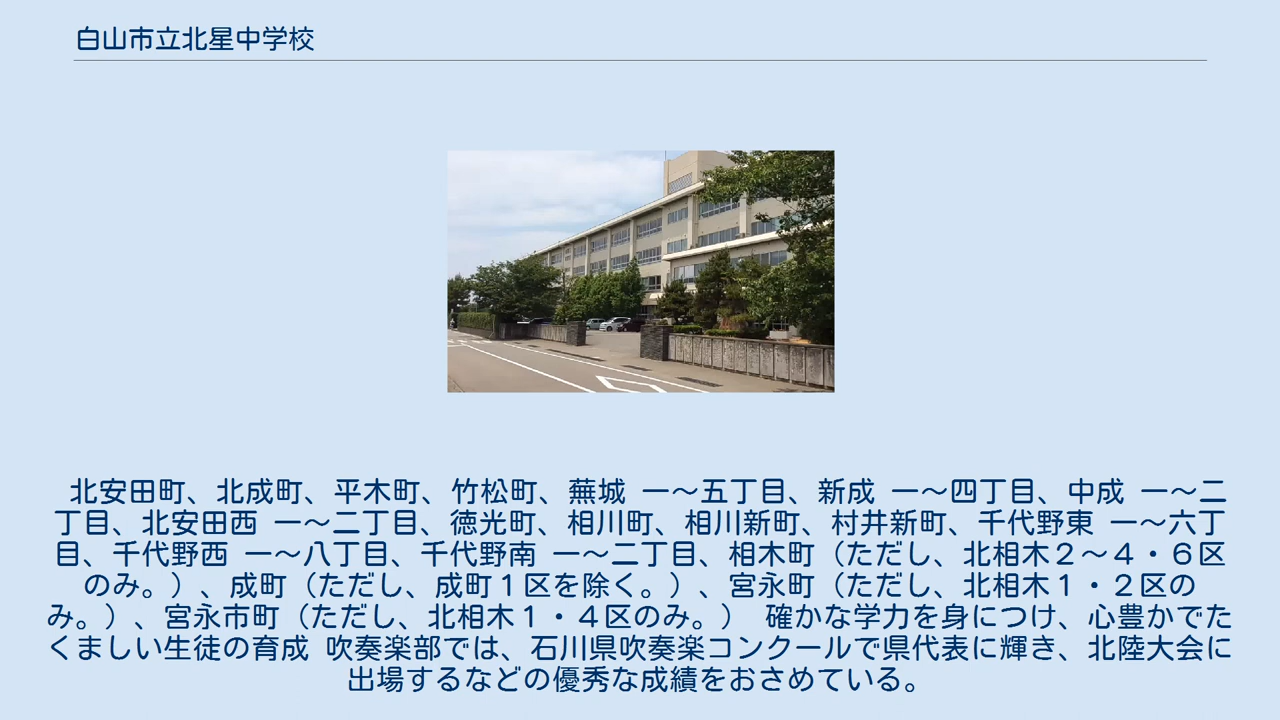 白山市立北星中学校
北安田町、北成町、平木町、竹松町、蕪城 一～五丁目、新成 一～四丁目、中成 一～二
丁目、北安田西 一～二丁目、徳光町、相川町、相川新町、村井新町、千代野東 一～六丁
目、千代野西 一～八丁目、千代野南 一～二丁目、相木町（ただし、北相木２～４・６区
のみ。）、成町（ただし、成町１区を除く。）、宮永町（ただし、北相木１・２区の
み。）、宮永市町（ただし、北相木１・４区のみ。） 確かな学力を身につけ、心豊かでた
くましい生徒の育成 吹奏楽部では、石川県吹奏楽コンクールで県代表に輝き、北陸大会に
出場するなどの優秀な成績をおさめている。